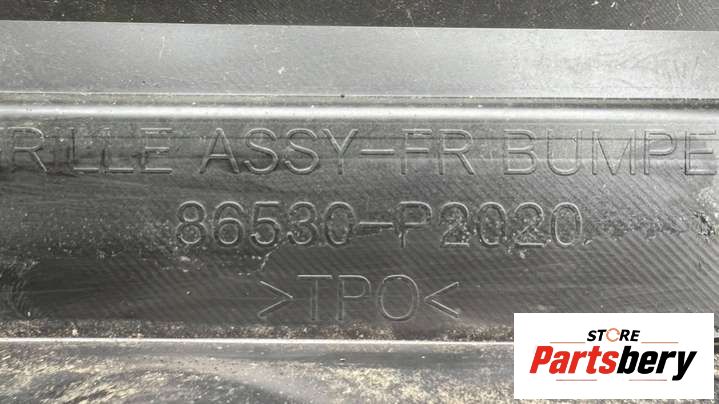 RILLE ASSY-FR BUMPE
86530-P2020
>TPO<
STORE
Partsbery